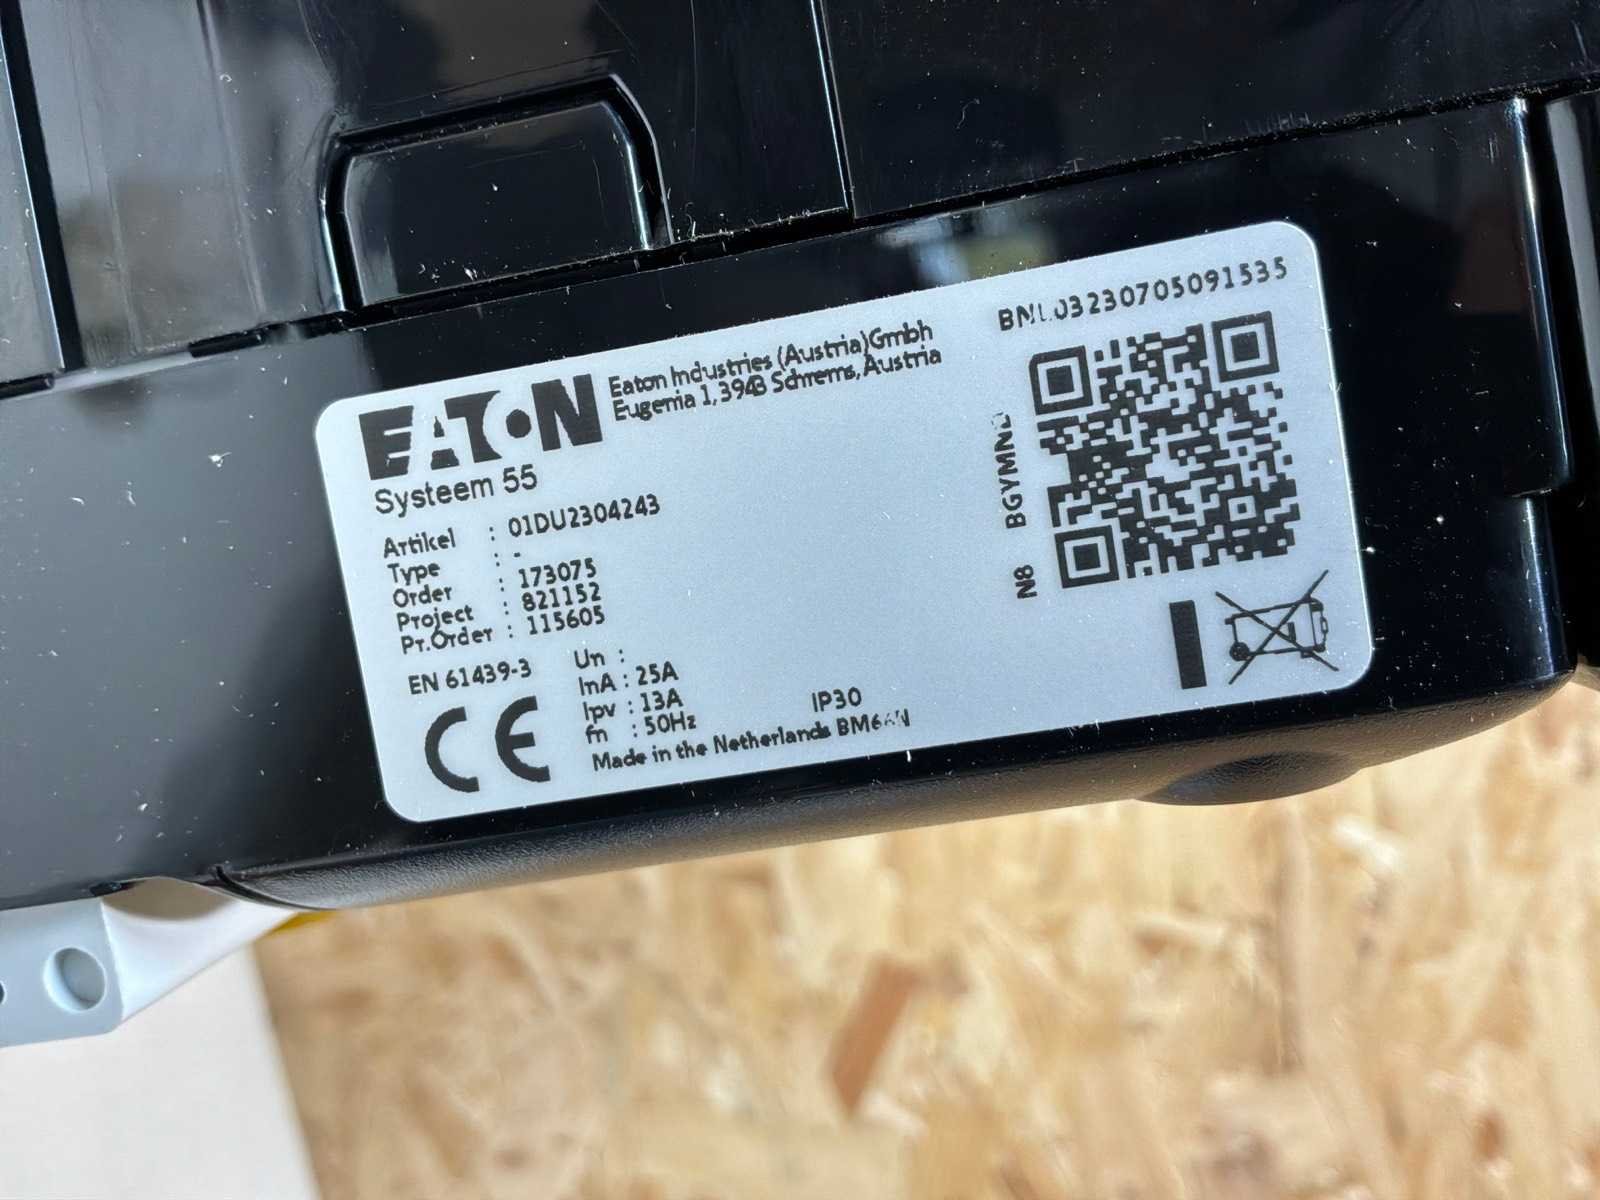 EATON
Eaton Industries (Austria)Gmbh
Eugenia 1, 3943 Schrems, Austria
Systeem 55
Artikel : 01DU2304243
Type : -
Order : 173075
Project : 821152
Pr.Order : 115605
EN 61439-3
CE
Un :
InA : 25A
Ipv : 13A
fn : 50Hz
IP30
Made in the Netherlands
N8